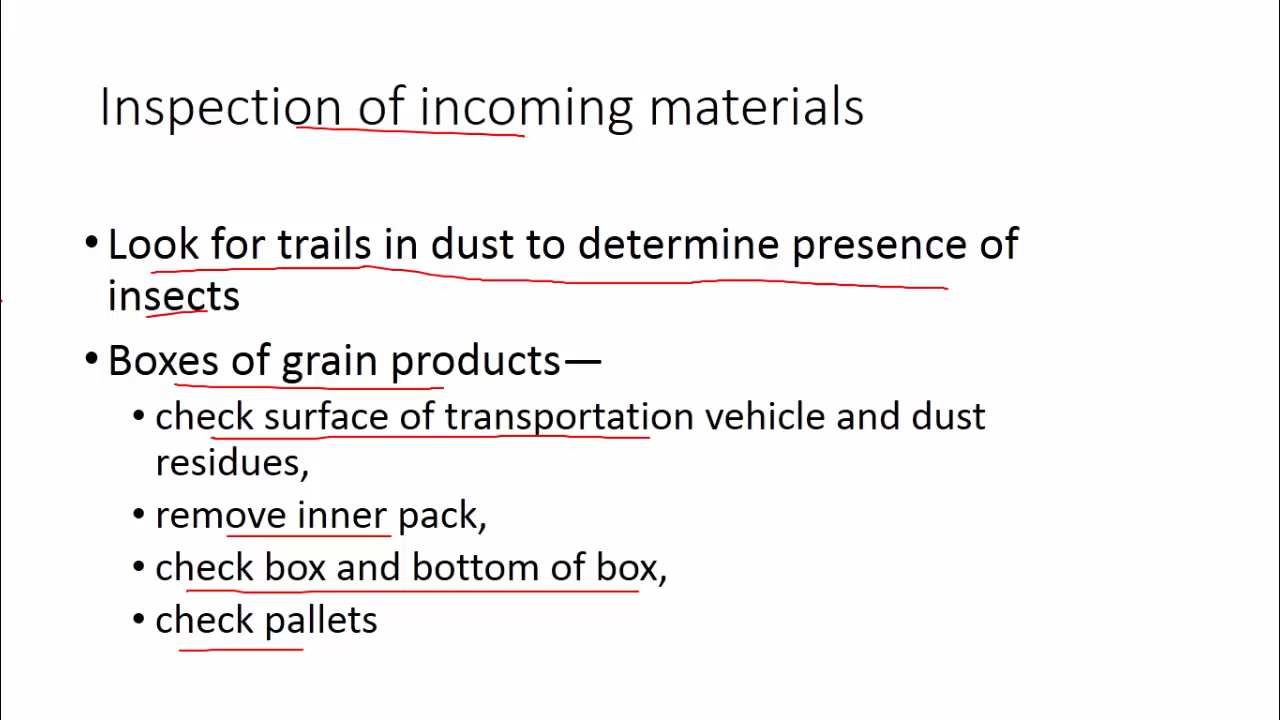 Inspection of incoming materials
• Look for trails in dust to determine presence of
insects
• Boxes of grain products—
• check surface of transportation vehicle and dust
residues,
• remove inner pack,
• check box and bottom of box,
• check pallets